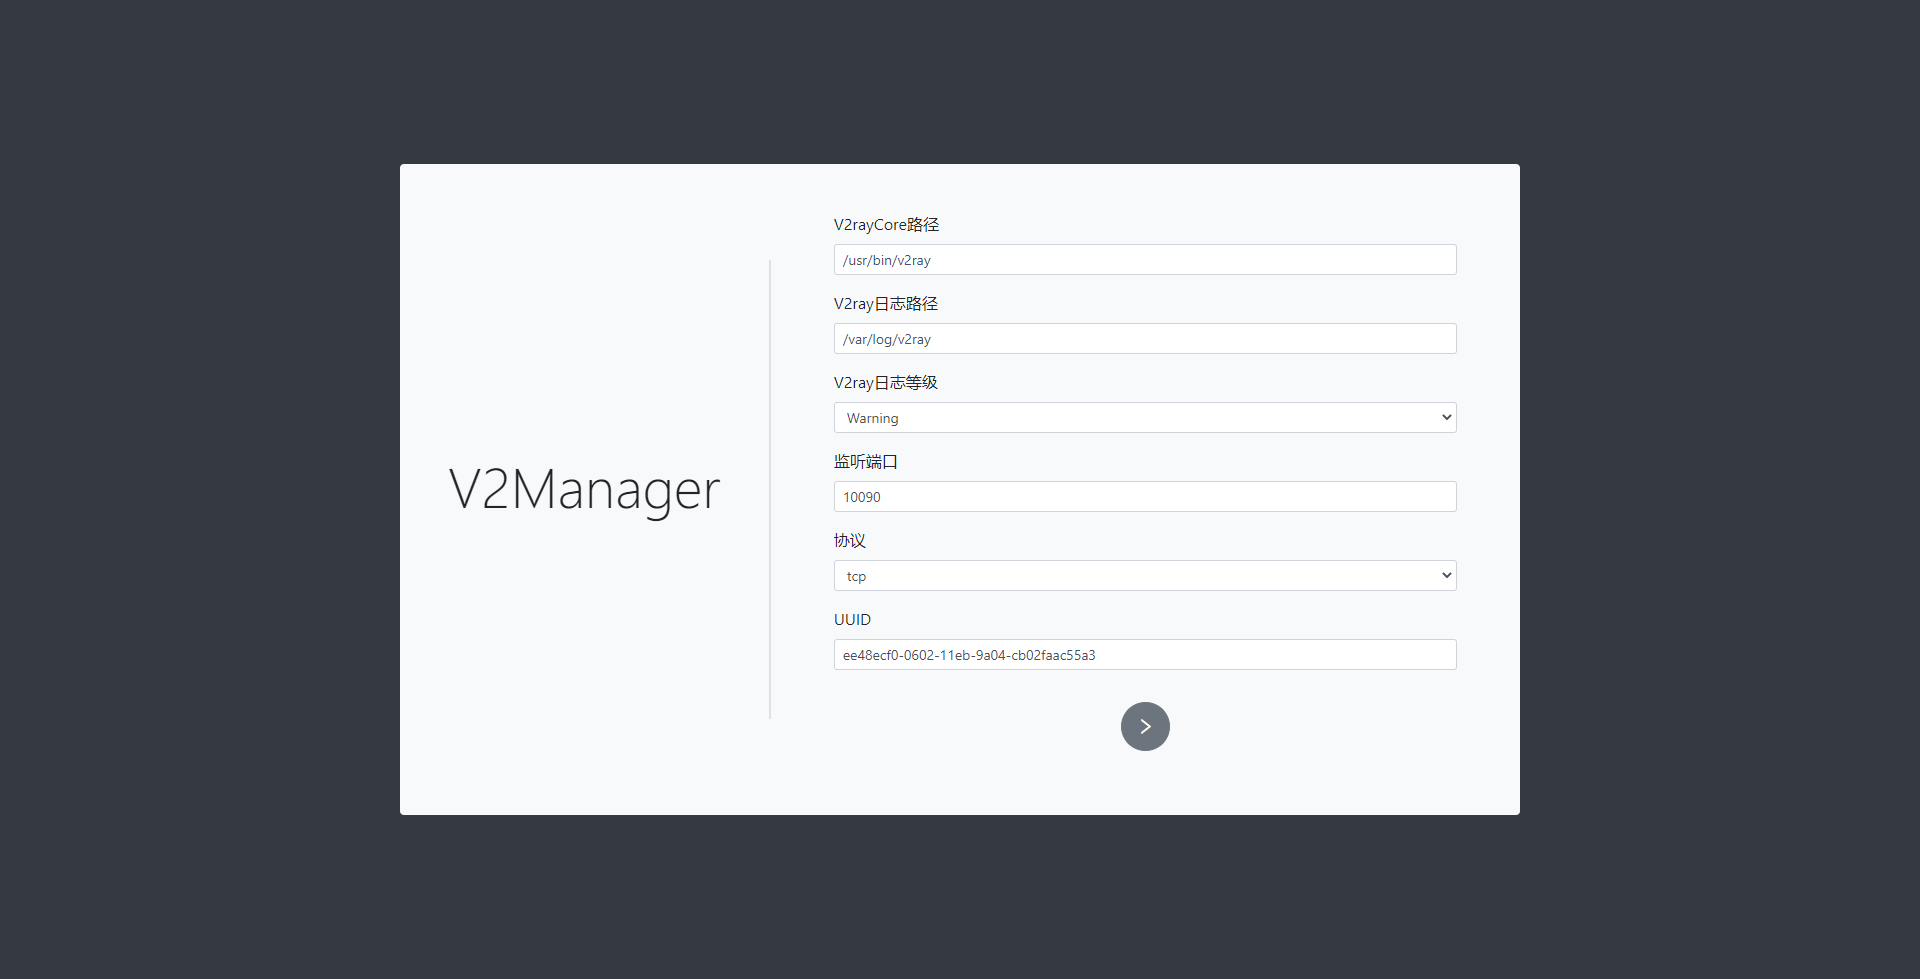 V2Manager
V2rayCore路径
/usr/bin/v2ray
V2ray日志路径
/var/log/v2ray
V2ray日志等级
Warning
监听端口
10090
协议
tcp
UUID
ee48ecf0-0602-11eb-9a04-cb02faac55a3